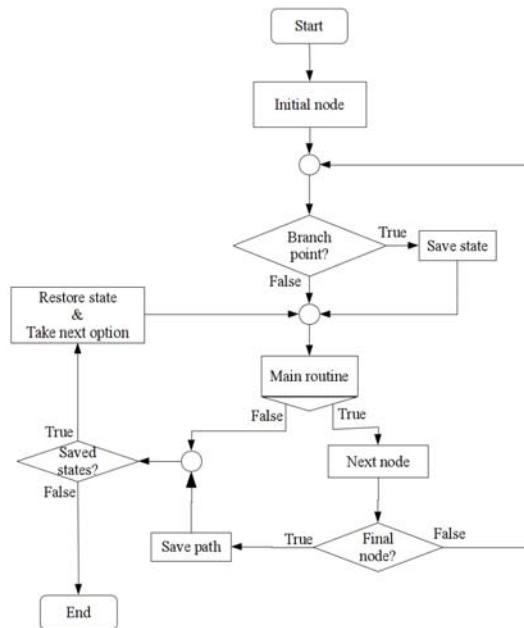 Start
Initial node
Branch
point?
True
Save state
False
Restore state
&
Take next option
Main routine
False
True
True
Saved
states?
False
Next node
Save path
True
Final
node?
False
End